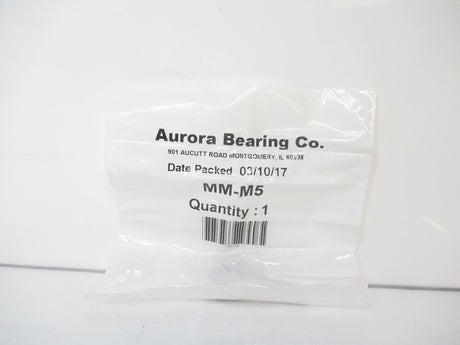 Aurora Bearing Co.
901 AUCUTT ROAD MONTGOMERY, IL 60538
Date Packed 03/10/17
MM-M5
Quantity : 1